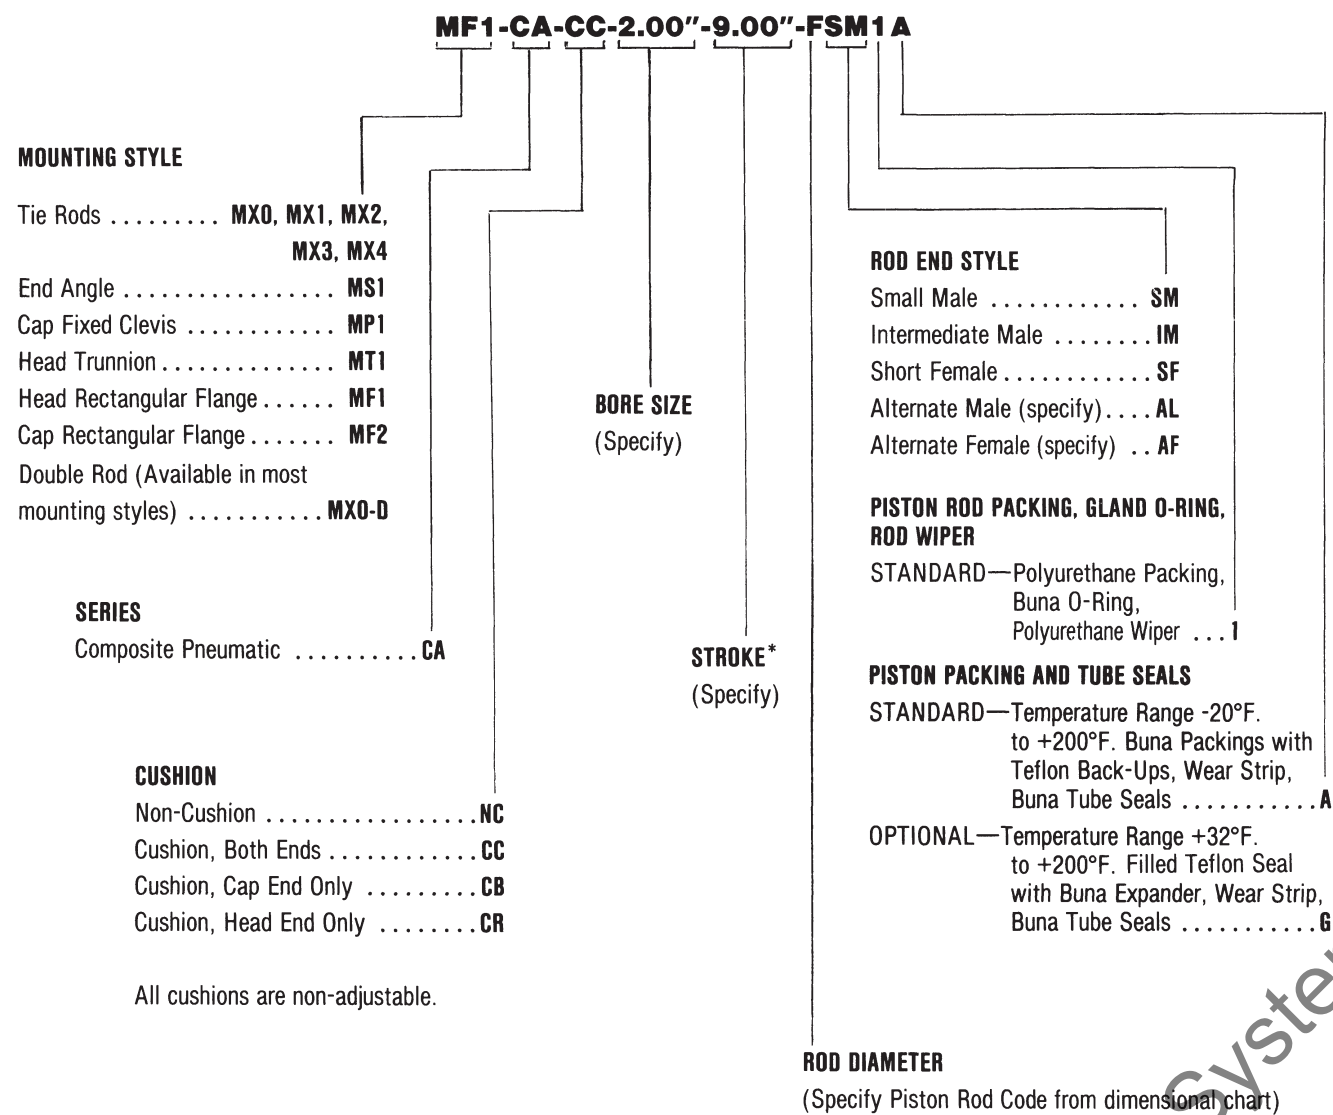 MF1-CA-CC-2.00"-9.00"-FSM1A
MOUNTING STYLE
Tie Rods ......... MX0, MX1, MX2,
MX3, MX4
End Angle ................. MS1
Cap Fixed Clevis ............ MP1
Head Trunnion .............. MT1
Head Rectangular Flange ...... MF1
Cap Rectangular Flange ....... MF2
Double Rod (Available in most
mounting styles) ........... MX0-D
SERIES
Composite Pneumatic .......... CA
CUSHION
Non-Cushion ................. NC
Cushion, Both Ends ............ CC
Cushion, Cap End Only ......... CB
Cushion, Head End Only ........ CR
All cushions are non-adjustable.
BORE SIZE
(Specify)
STROKE*
(Specify)
ROD END STYLE
Small Male ............ SM
Intermediate Male ........ IM
Short Female ............ SF
Alternate Male (specify) .... AL
Alternate Female (specify) .. AF
PISTON ROD PACKING, GLAND O-RING,
ROD WIPER
STANDARD—Polyurethane Packing,
Buna O-Ring,
Polyurethane Wiper ... 1
PISTON PACKING AND TUBE SEALS
STANDARD—Temperature Range -20°F.
to +200°F. Buna Packings with
Teflon Back-Ups, Wear Strip,
Buna Tube Seals ........... A
OPTIONAL—Temperature Range +32°F.
to +200°F. Filled Teflon Seal
with Buna Expander, Wear Strip,
Buna Tube Seals ........... G
ROD DIAMETER
(Specify Piston Rod Code from dimensional chart)